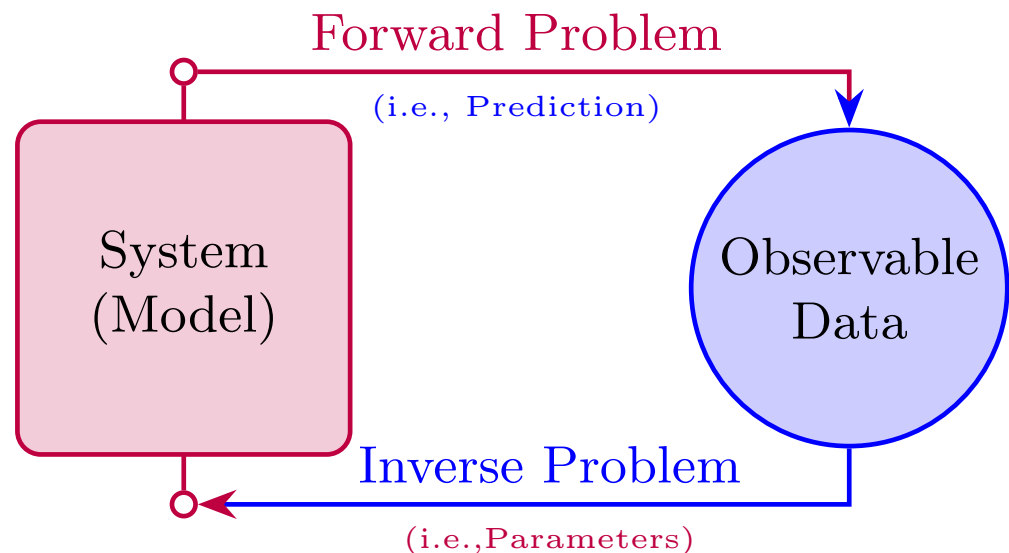 Forward Problem
(i.e., Prediction)
System
(Model)
Observable
Data
Inverse Problem
(i.e.,Parameters)